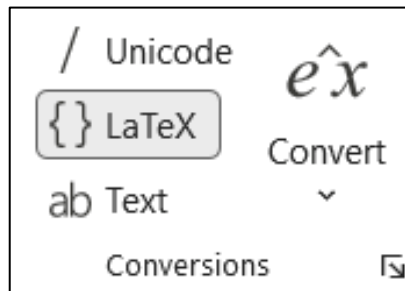 / Unicode
{} LaTeX
ab Text
e^x
Convert
Conversions